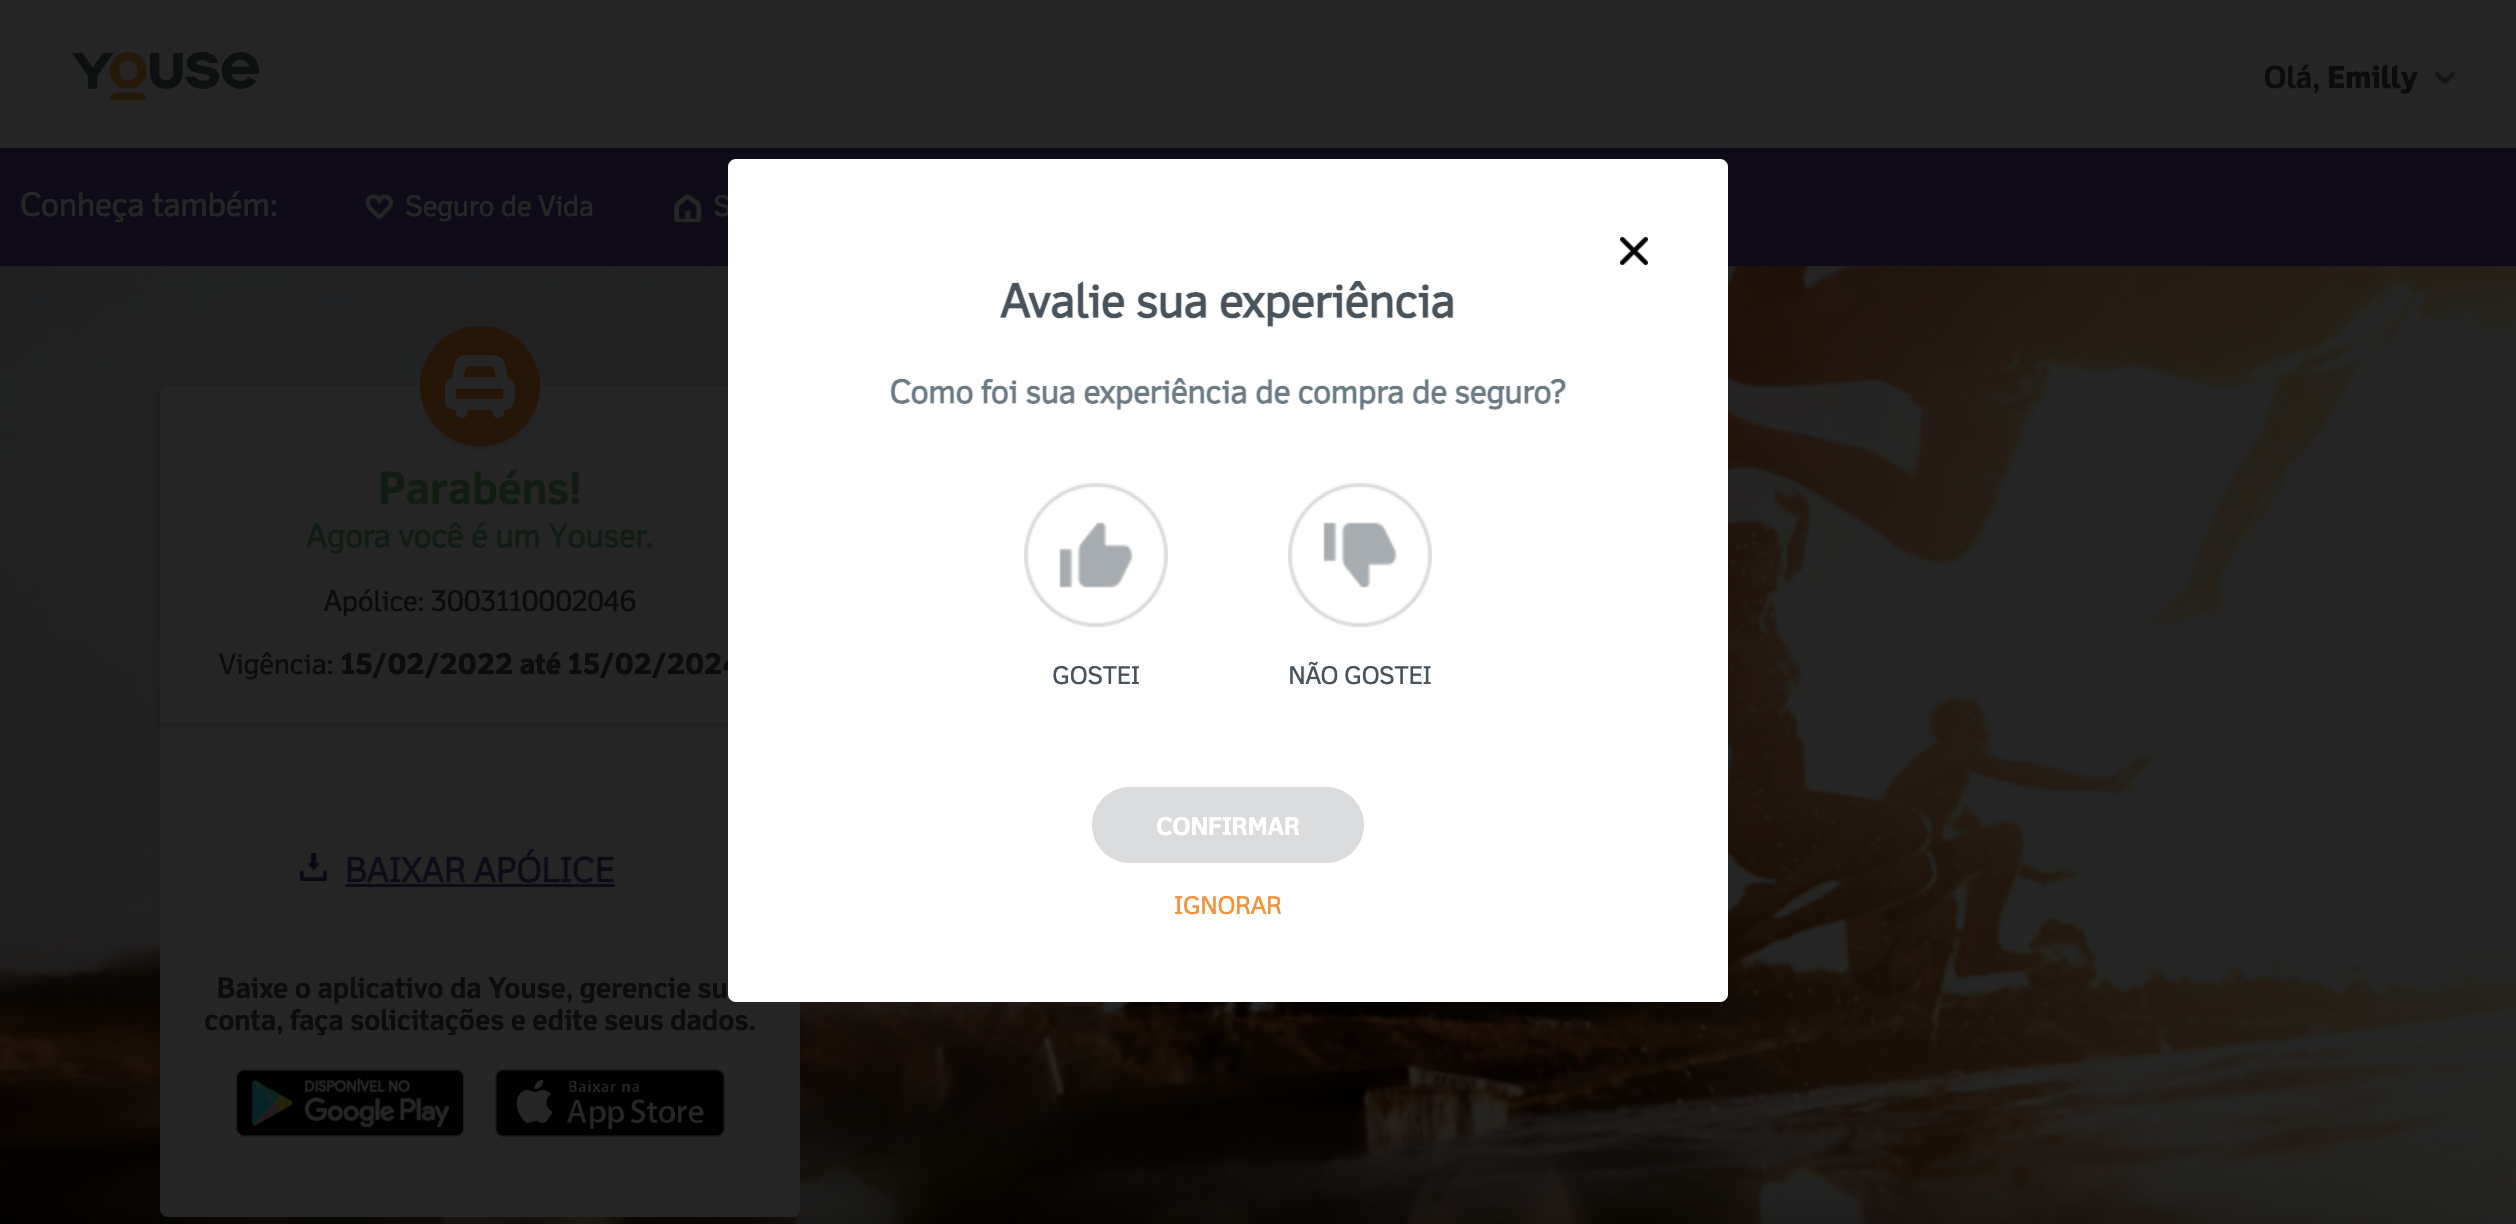 Youse
Olá, Emilly
Conheça também:
Seguro de Vida
S
Avalie sua experiência
Como foi sua experiência de compra de seguro?
GOSTEI
NÃO GOSTEI
CONFIRMAR
IGNORAR
Parabéns!
Agora você é um Youser.
Apólice: 3003110002046
Vigência: 15/02/2022 até 15/02/2024
BAIXAR APÓLICE
Baixe o aplicativo da Youse, gerencie su
conta, faça solicitações e edite seus dados.
DISPONÍVEL NO
Google Play
Baixar na
App Store